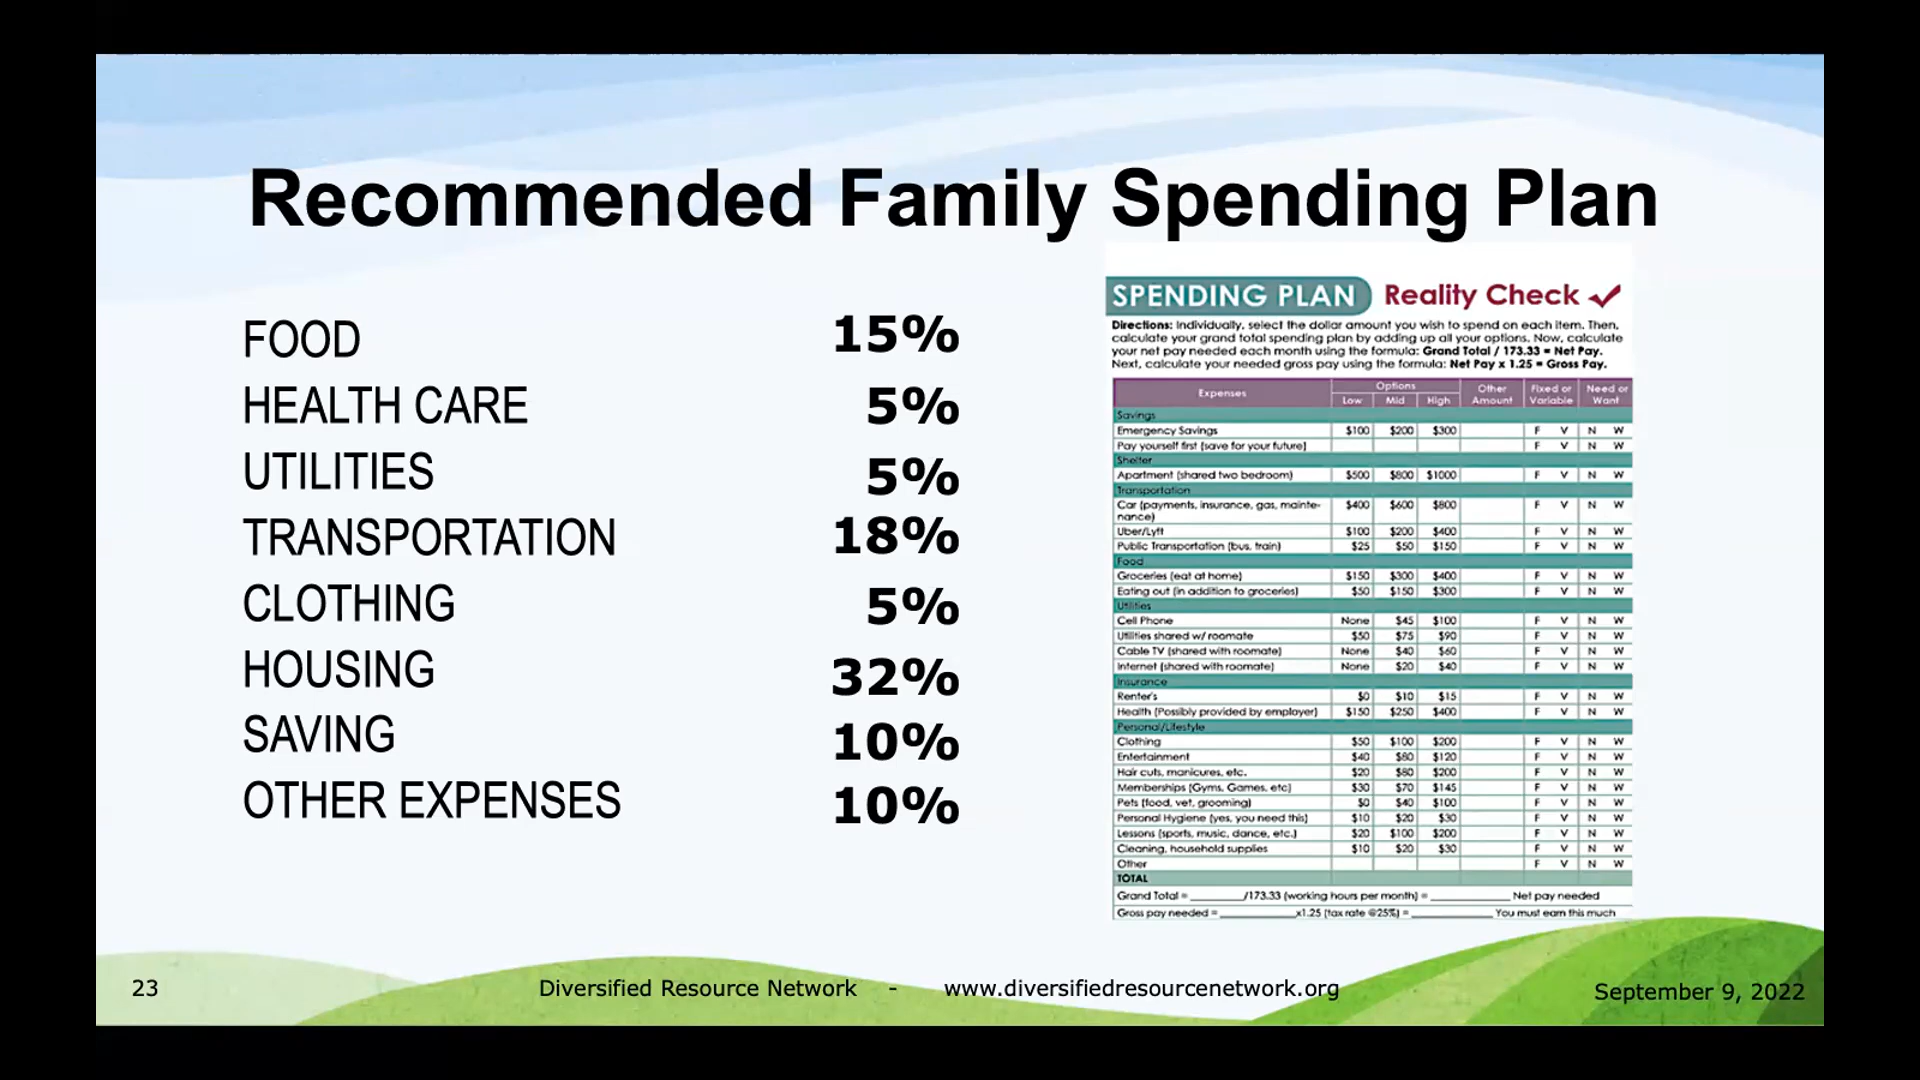 Recommended Family Spending Plan
FOOD 15%
HEALTH CARE 5%
UTILITIES 5%
TRANSPORTATION 18%
CLOTHING 5%
HOUSING 32%
SAVING 10%
OTHER EXPENSES 10%
SPENDING PLAN Reality Check
Directions: Individually, select the dollar amount you wish to spend on each item. Then,
calculate your grand total spending plan by adding up all your options. Now, calculate
your net pay needed each month using the formula: Grand Total / 173.33 = Net Pay.
Next, calculate your needed gross pay using the formula: Net Pay x 1.25 = Gross Pay.
Expenses Options Other Fixed or Need or
Low Mid High Amount Variable Want
Savings
Emergency Savings $100 $200 $300 F V N W
Pay yourself first (save for your future) F V N W
Shelter
Apartment (shared two bedroom) $500 $800 $1000 F V N W
Transportation
Car (payments, insurance, gas, mainte- $400 $600 $800 F V N W
nance)
Uber/Lyft $100 $200 $400 F V N W
Public Transportation (bus, train) $25 $50 $150 F V N W
Food
Groceries (eat at home) $150 $300 $400 F V N W
Eating out (in addition to groceries) $50 $150 $300 F V N W
Utilities
Cell Phone None $45 $100 F V N W
Utilities shared w/ roomate $50 $75 $90 F V N W
Cable TV (shared with roomate) None $40 $60 F V N W
Internet (shared with roomate) None $20 $40 F V N W
Insurance
Renter's $0 $10 $15 F V N W
Health (Possibly provided by employer) $150 $250 $400 F V N W
Personal/Lifestyle
Clothing $50 $100 $200 F V N W
Entertainment $40 $80 $120 F V N W
Hair cuts, manicures, etc. $20 $80 $200 F V N W
Memberships (Gyms, Games, etc) $30 $70 $145 F V N W
Pets (food, vet, grooming) $0 $40 $100 F V N W
Personal Hygiene (yes, you need this) $10 $20 $30 F V N W
Lessons (sports, music, dance, etc.) $20 $100 $200 F V N W
Cleaning, household supplies $10 $20 $30 F V N W
Other F V N W
TOTAL
Grand Total = ________/173.33 (working hours per month) = ____________ Net pay needed
Gross pay needed = ___________x1.25 (tax rate @25%) = ____________ You must earn this much
23 Diversified Resource Network - www.diversifiedresourcenetwork.org September 9, 2022